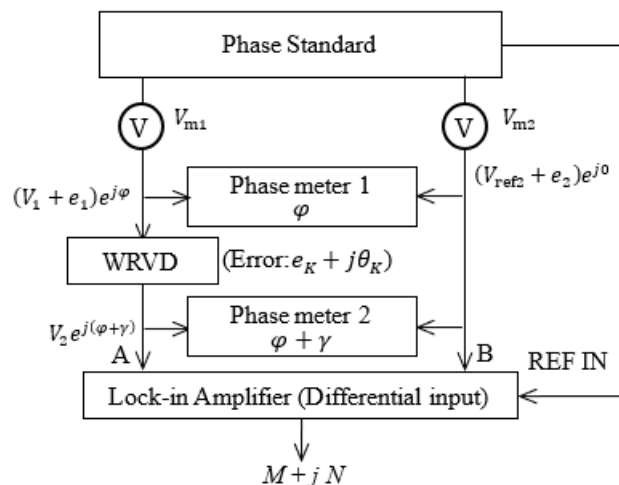 Phase Standard
V V_m1
V V_m2
(V_1 + e_1)e^{jφ}
Phase meter 1
φ
(V_ref2 + e_2)e^{j0}
WRVD
(Error: e_K + jθ_K)
V_2 e^{j(φ+γ)}
Phase meter 2
φ + γ
A
B
REF IN
Lock-in Amplifier (Differential input)
M + j N